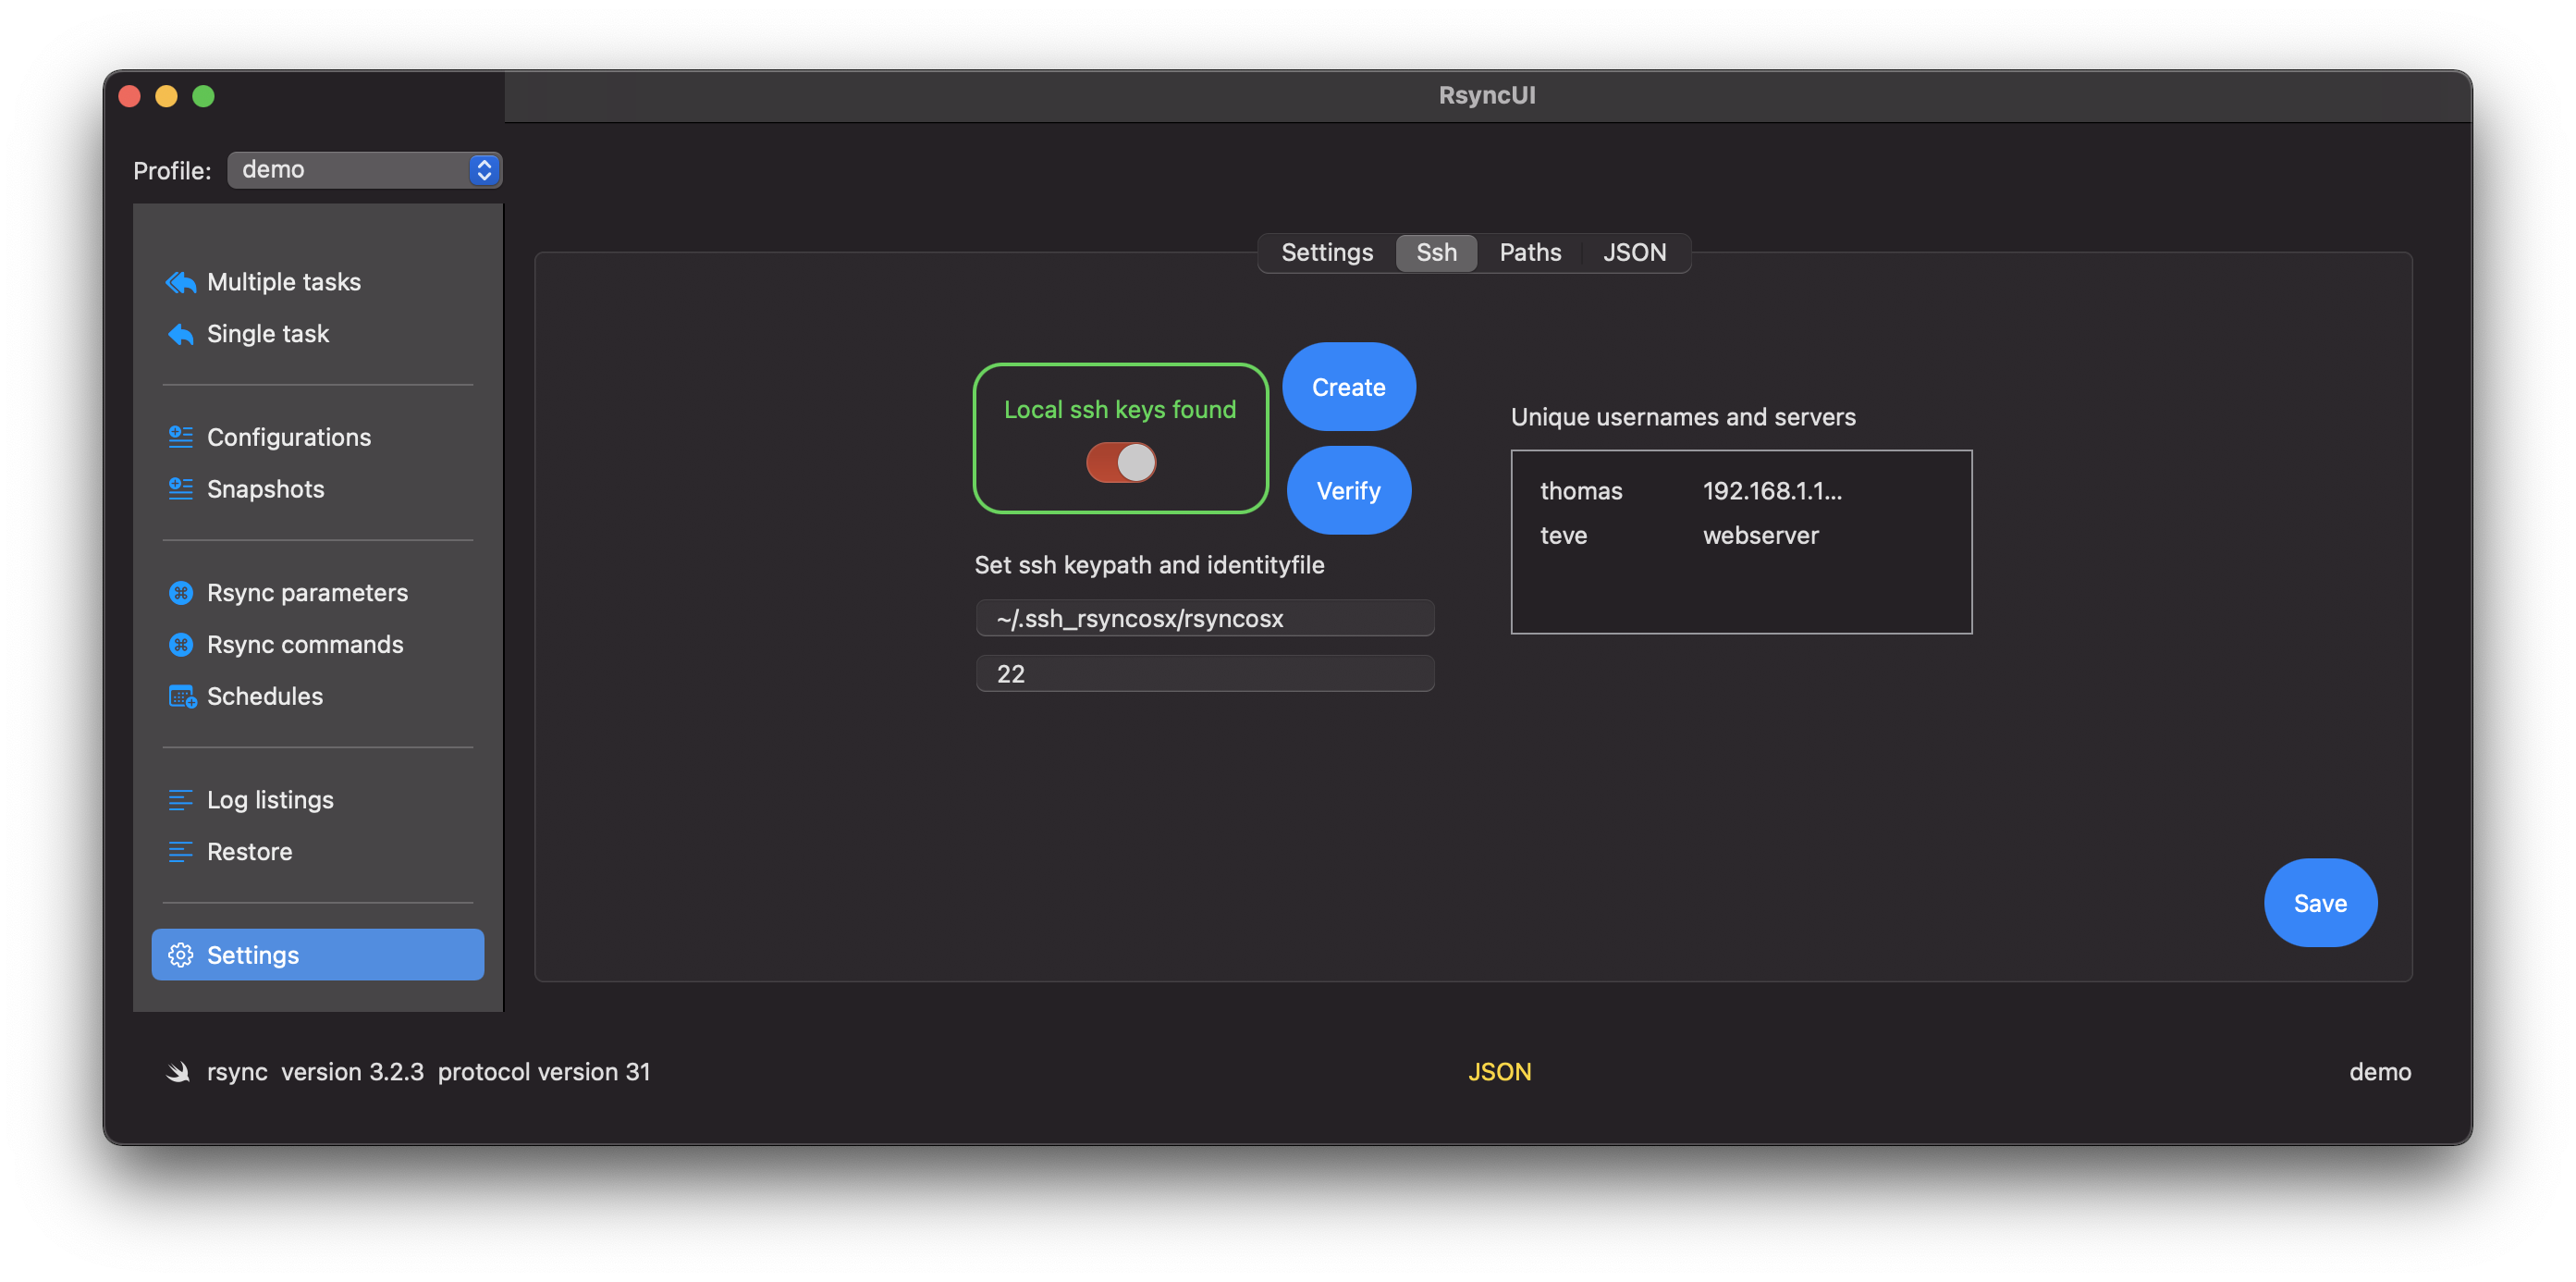 RsyncUI
Profile: demo
Multiple tasks
Single task
Configurations
Snapshots
Rsync parameters
Rsync commands
Schedules
Log listings
Restore
Settings
Settings Ssh Paths JSON
Local ssh keys found
Create
Verify
Set ssh keypath and identityfile
~/.ssh_rsyncosx/rsyncosx
22
Unique usernames and servers
thomas 192.168.1.1...
teve webserver
Save
rsync version 3.2.3 protocol version 31
JSON
demo